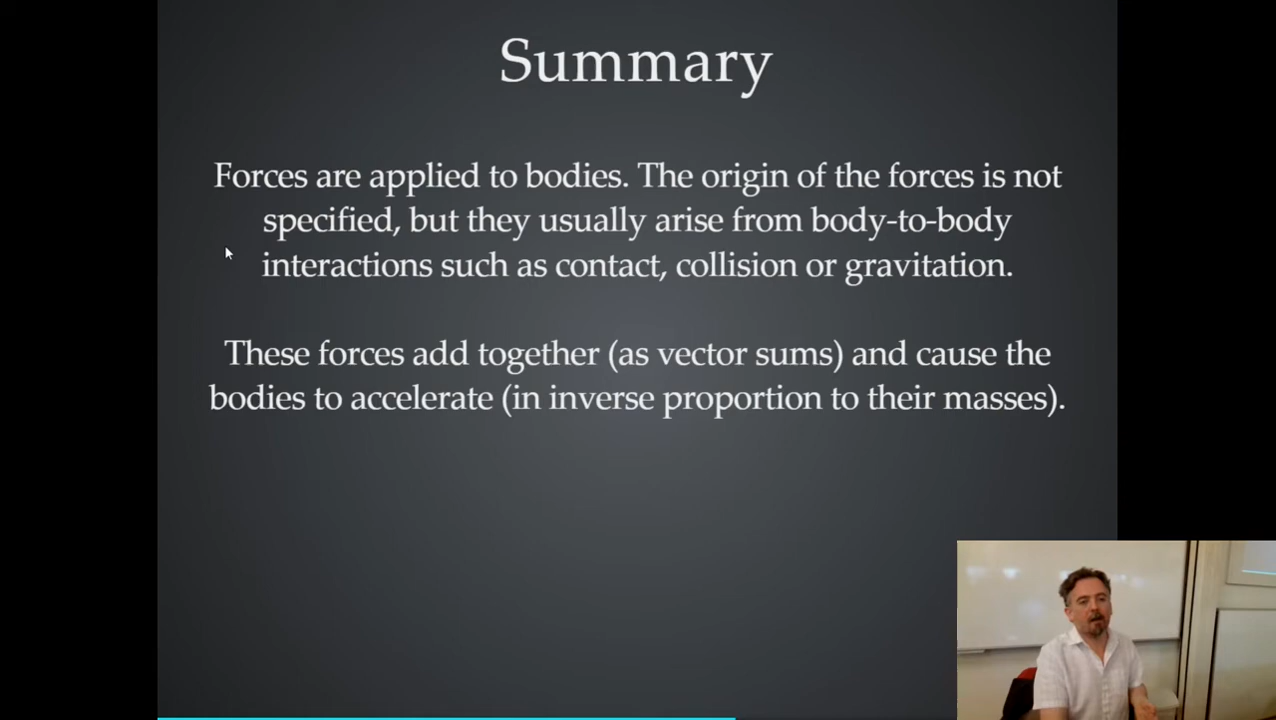 Summary
Forces are applied to bodies. The origin of the forces is not
specified, but they usually arise from body-to-body
interactions such as contact, collision or gravitation.
These forces add together (as vector sums) and cause the
bodies to accelerate (in inverse proportion to their masses).